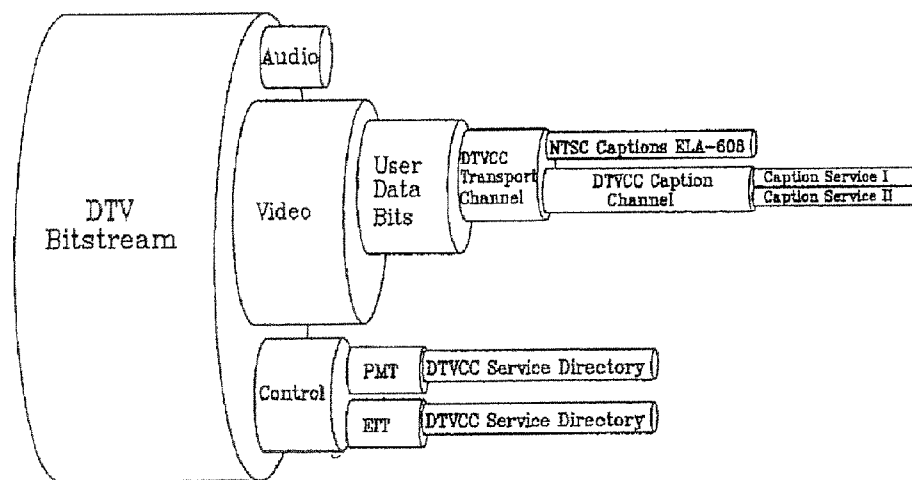 DTV
Bitstream
Audio
Video
User
Data
Bits
DTVCC
Transport
Channel
NTSC Captions ELA-608
DTVCC Caption
Channel
Caption Service I
Caption Service II
Control
PMT
DTVCC Service Directory
EIT
DTVCC Service Directory